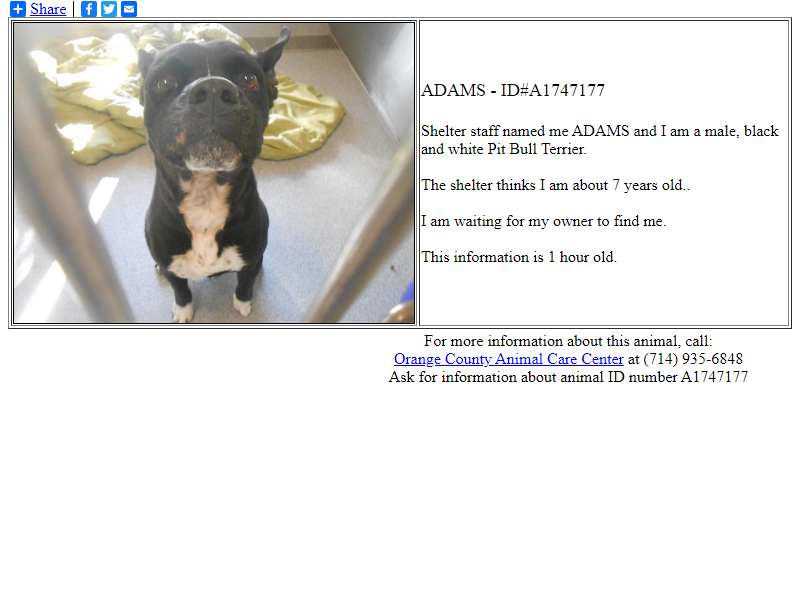 Share |
ADAMS - ID#A1747177
Shelter staff named me ADAMS and I am a male, black
and white Pit Bull Terrier.
The shelter thinks I am about 7 years old..
I am waiting for my owner to find me.
This information is 1 hour old.
For more information about this animal, call:
Orange County Animal Care Center at (714) 935-6848
Ask for information about animal ID number A1747177